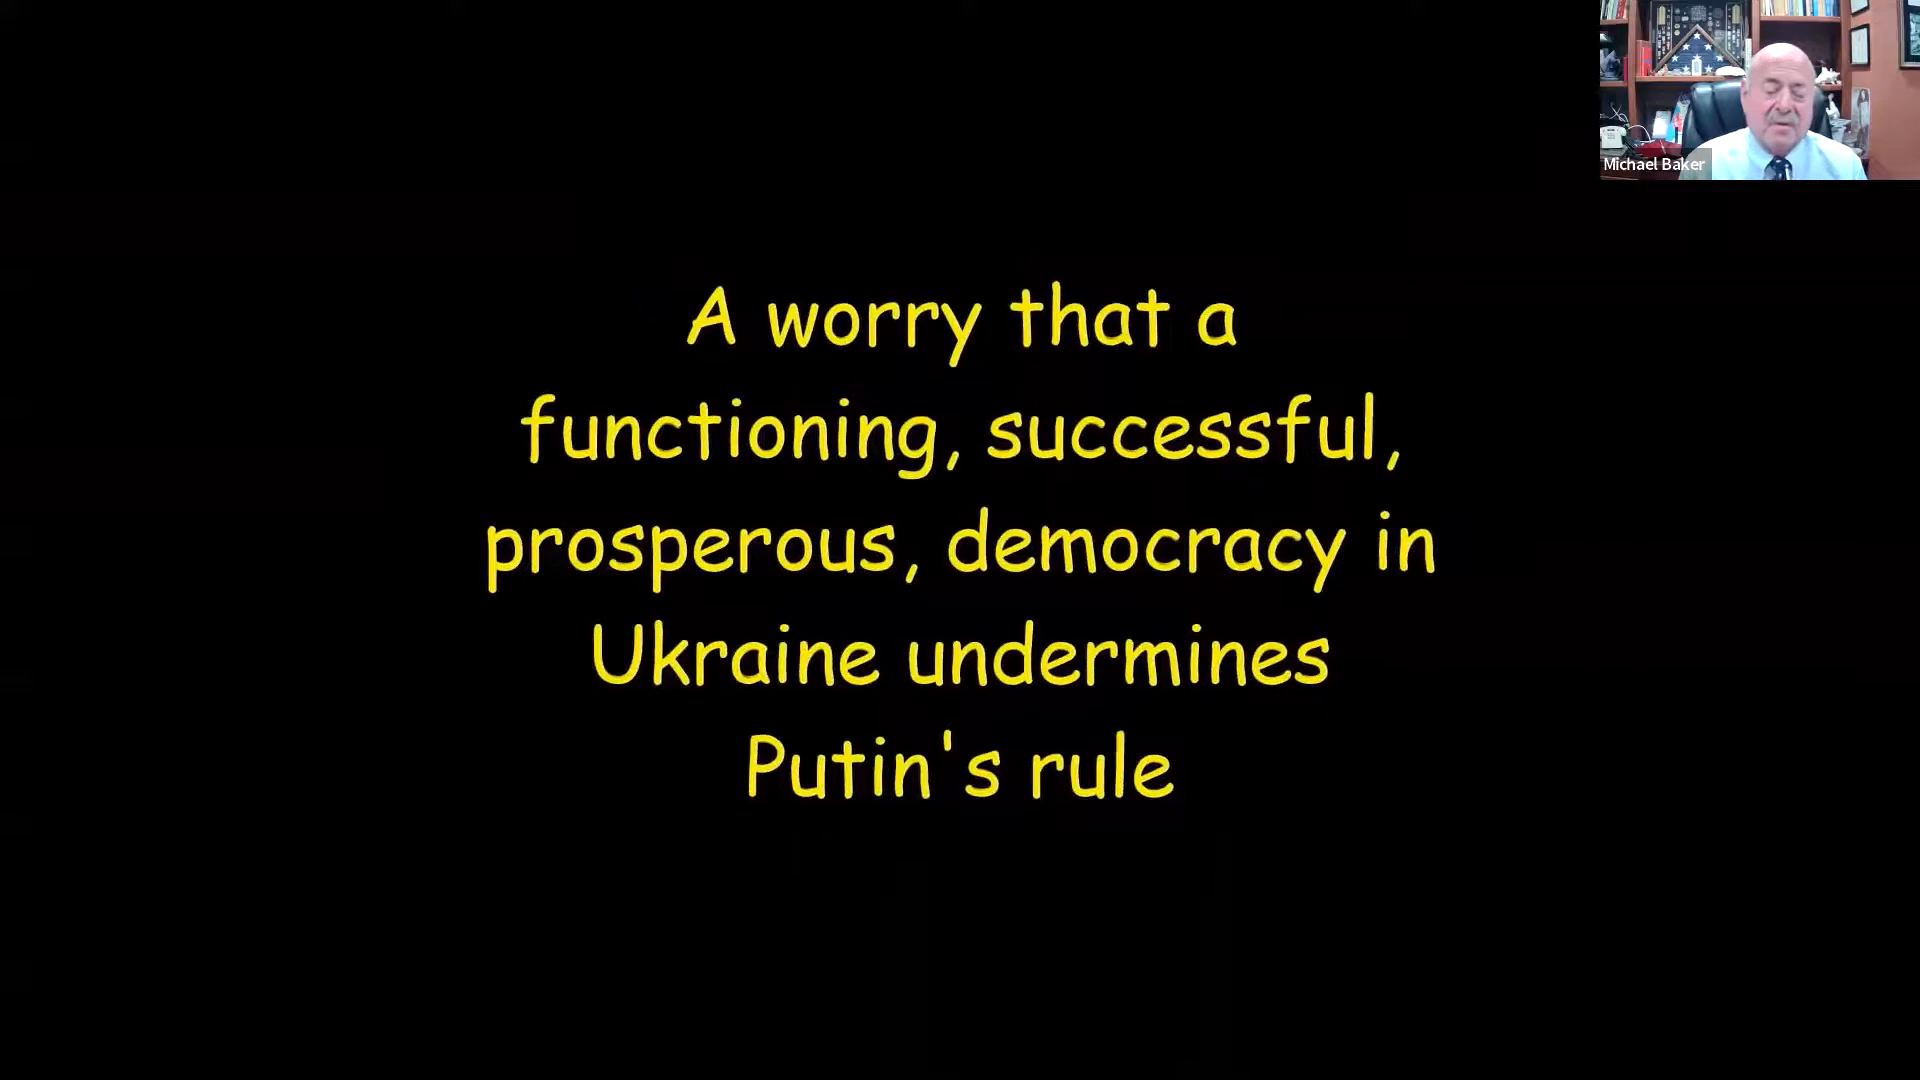 Michael Baker
A worry that a
functioning, successful,
prosperous, democracy in
Ukraine undermines
Putin's rule